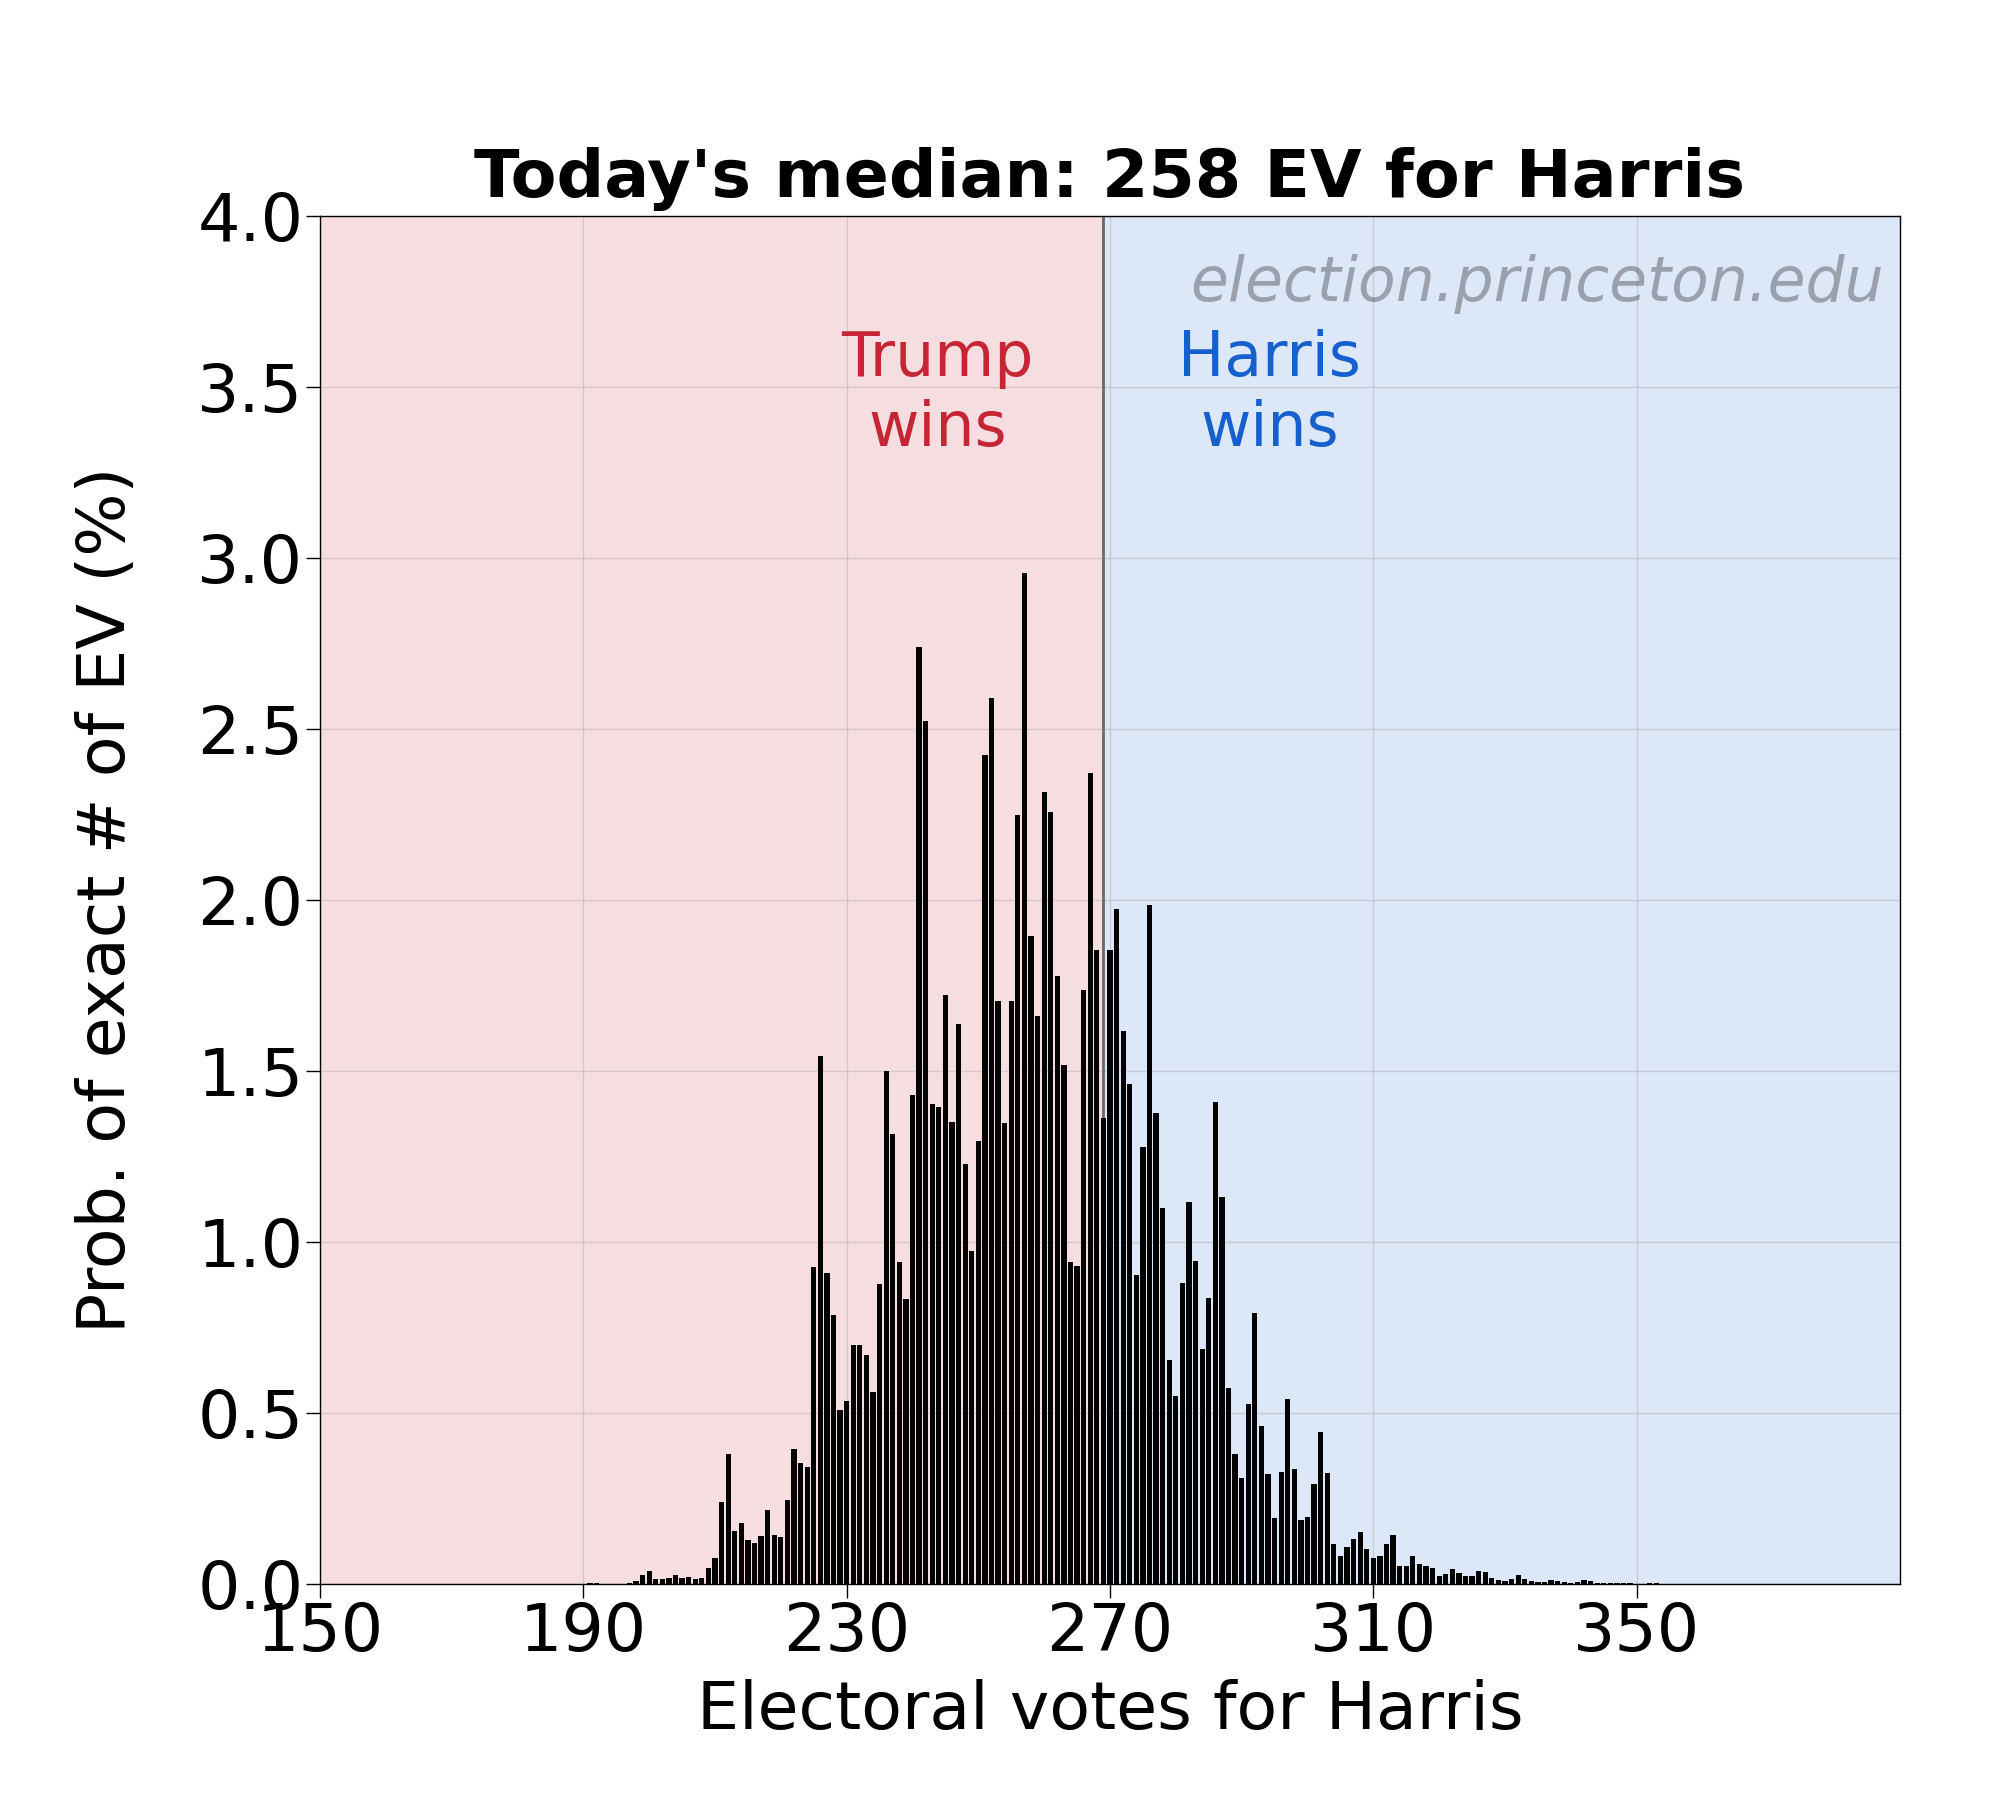 Today's median: 258 EV for Harris
election.princeton.edu
Trump
wins
Harris
wins
Prob. of exact # of EV (%)
4.0
3.5
3.0
2.5
2.0
1.5
1.0
0.5
0.0
150 190 230 270 310 350
Electoral votes for Harris